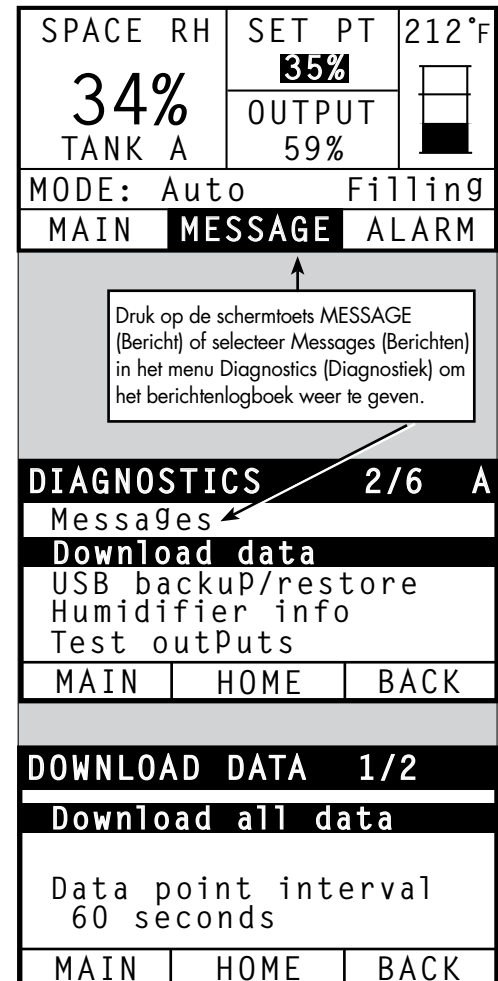 SPACE RH SET PT 212°F
35%
34% OUTPUT
TANK A 59%
MODE: Auto Filling
MAIN MESSAGE ALARM
Druk op de schermtoets MESSAGE
(Bericht) of selecteer Messages (Berichten)
in het menu Diagnostics (Diagnostiek) om
het berichtenlogboek weer te geven.
DIAGNOSTICS 2/6 A
Messages
Download data
USB backup/restore
Humidifier info
Test outputs
MAIN HOME BACK
DOWNLOAD DATA 1/2
Download all data
Data point interval
60 seconds
MAIN HOME BACK